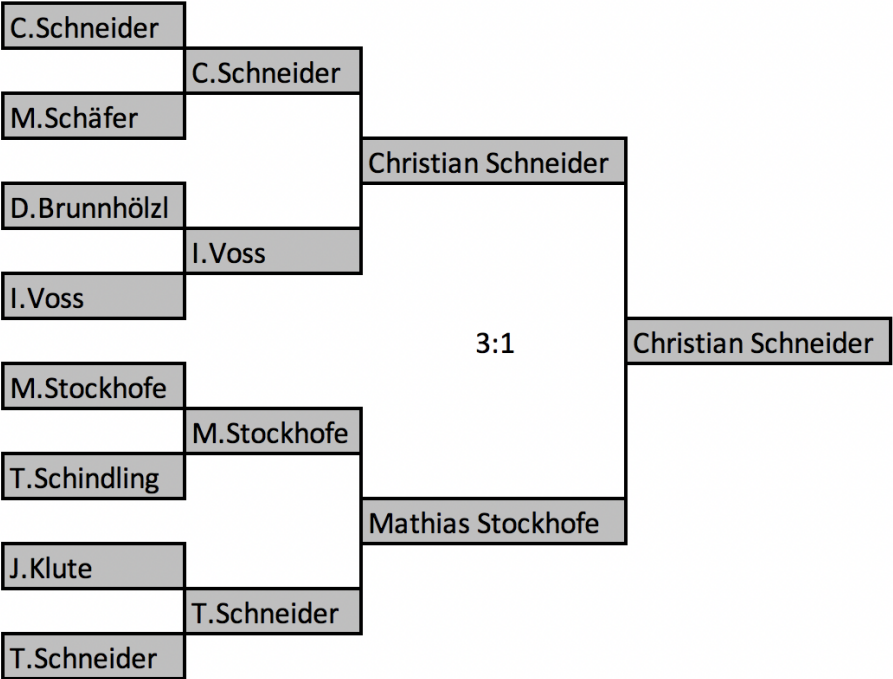 C.Schneider
C.Schneider
M.Schäfer
Christian Schneider
D.Brunnhölzl
I.Voss
I.Voss
3:1
Christian Schneider
M.Stockhofe
M.Stockhofe
T.Schindling
Mathias Stockhofe
J.Klute
T.Schneider
T.Schneider